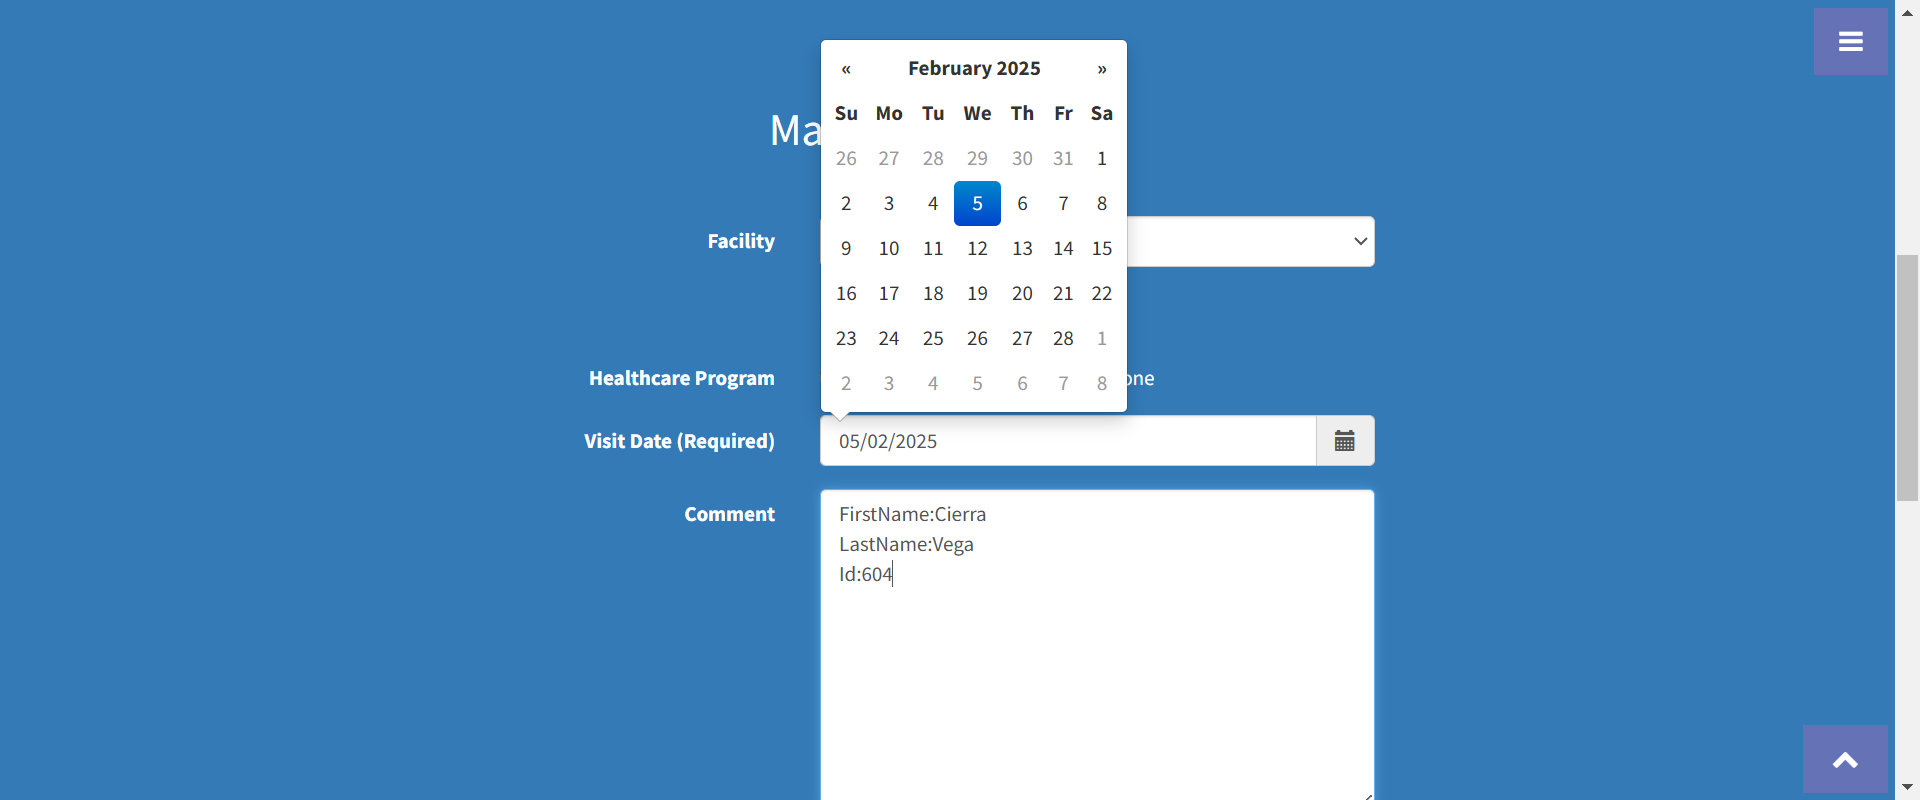 « February 2025 »
Su Mo Tu We Th Fr Sa
26 27 28 29 30 31 1
2 3 4 5 6 7 8
9 10 11 12 13 14 15
16 17 18 19 20 21 22
23 24 25 26 27 28 1
2 3 4 5 6 7 8
Facility
Healthcare Program
Visit Date (Required) 05/02/2025
Comment
FirstName:Cierra
LastName:Vega
Id:604